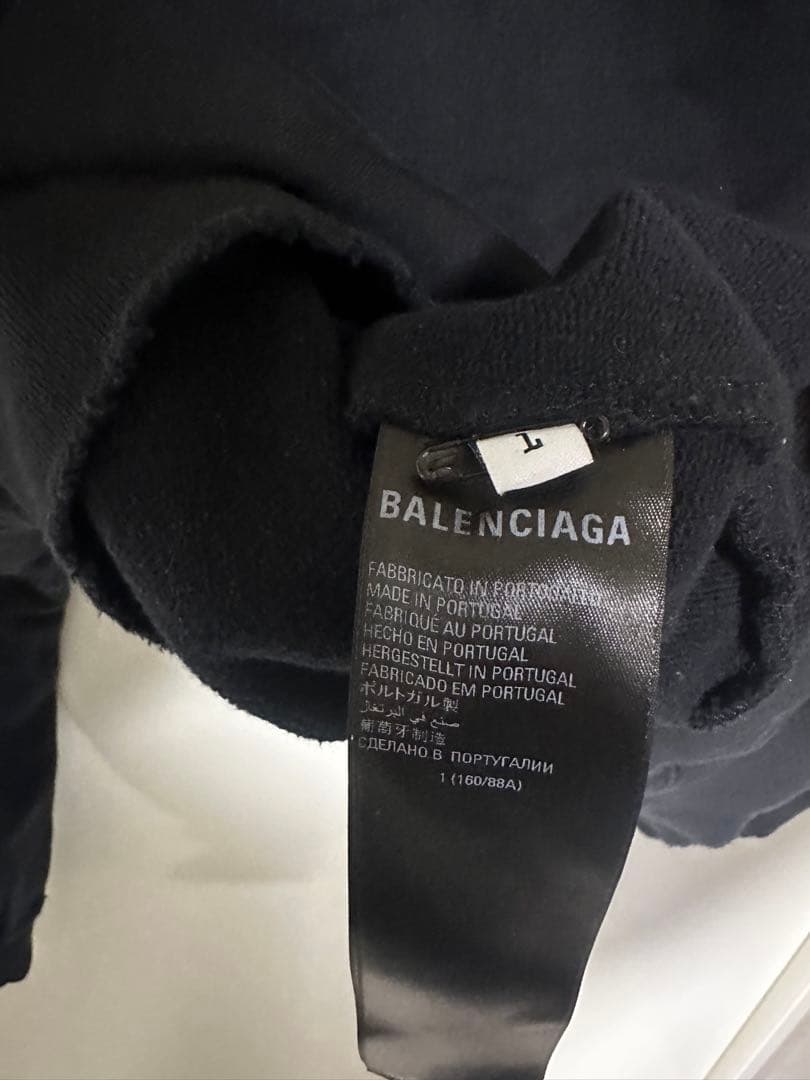 1
BALENCIAGA
FABBRICATO IN PORTOGALLO
MADE IN PORTUGAL
FABRIQUÉ AU PORTUGAL
HECHO EN PORTUGAL
HERGESTELLT IN PORTUGAL
FABRICADO EM PORTUGAL
ポルトガル製
صنع في البرتغال
葡萄牙制造
СДЕЛАНО В ПОРТУГАЛИИ
1 (160/88A)